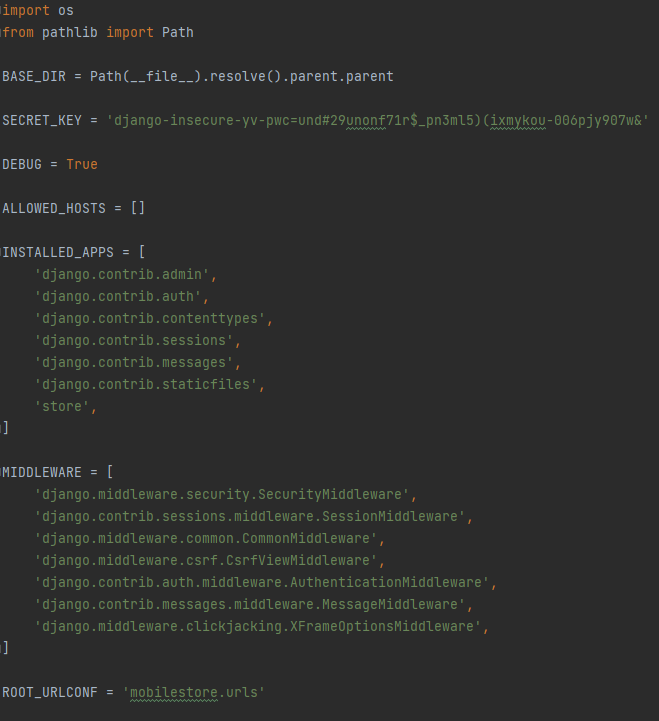 import os
from pathlib import Path
BASE_DIR = Path(__file__).resolve().parent.parent
SECRET_KEY = 'django-insecure-yv-pwc=und#29unonf71r$_pn3ml5)(ixmykou-006pjy907w&'
DEBUG = True
ALLOWED_HOSTS = []
INSTALLED_APPS = [
    'django.contrib.admin',
    'django.contrib.auth',
    'django.contrib.contenttypes',
    'django.contrib.sessions',
    'django.contrib.messages',
    'django.contrib.staticfiles',
    'store',
]
MIDDLEWARE = [
    'django.middleware.security.SecurityMiddleware',
    'django.contrib.sessions.middleware.SessionMiddleware',
    'django.middleware.common.CommonMiddleware',
    'django.middleware.csrf.CsrfViewMiddleware',
    'django.contrib.auth.middleware.AuthenticationMiddleware',
    'django.contrib.messages.middleware.MessageMiddleware',
    'django.middleware.clickjacking.XFrameOptionsMiddleware',
]
ROOT_URLCONF = 'mobilestore.urls'